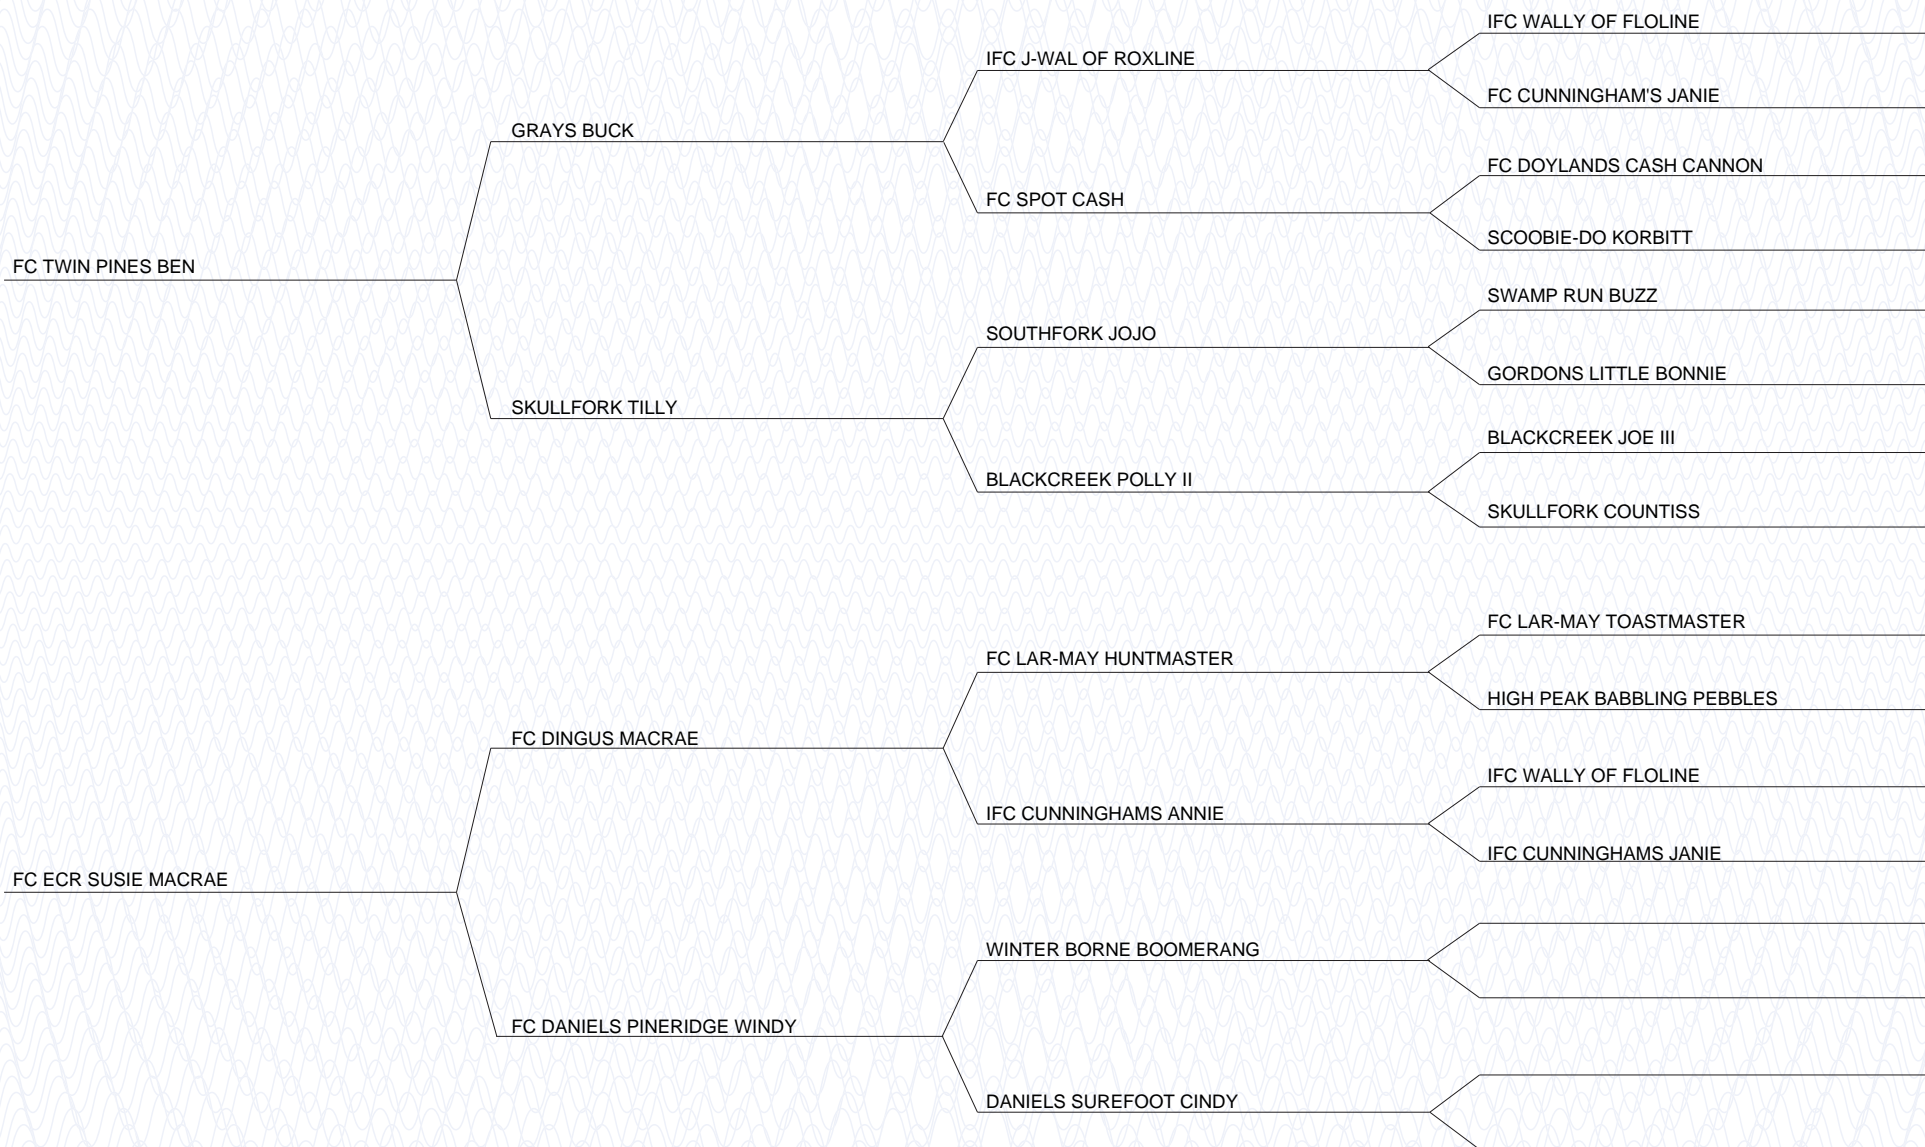 IFC WALLY OF FLOLINE
IFC J-WAL OF ROXLINE
FC CUNNINGHAM'S JANIE
GRAYS BUCK
FC DOYLANDS CASH CANNON
FC SPOT CASH
SCOOBIE-DO KORBITT
FC TWIN PINES BEN
SWAMP RUN BUZZ
SOUTHFORK JOJO
GORDONS LITTLE BONNIE
SKULLFORK TILLY
BLACKCREEK JOE III
BLACKCREEK POLLY II
SKULLFORK COUNTISS
FC LAR-MAY TOASTMASTER
FC LAR-MAY HUNTMASTER
HIGH PEAK BABBLING PEBBLES
FC DINGUS MACRAE
IFC WALLY OF FLOLINE
IFC CUNNINGHAMS ANNIE
IFC CUNNINGHAMS JANIE
FC ECR SUSIE MACRAE
WINTER BORNE BOOMERANG
FC DANIELS PINERIDGE WINDY
DANIELS SUREFOOT CINDY